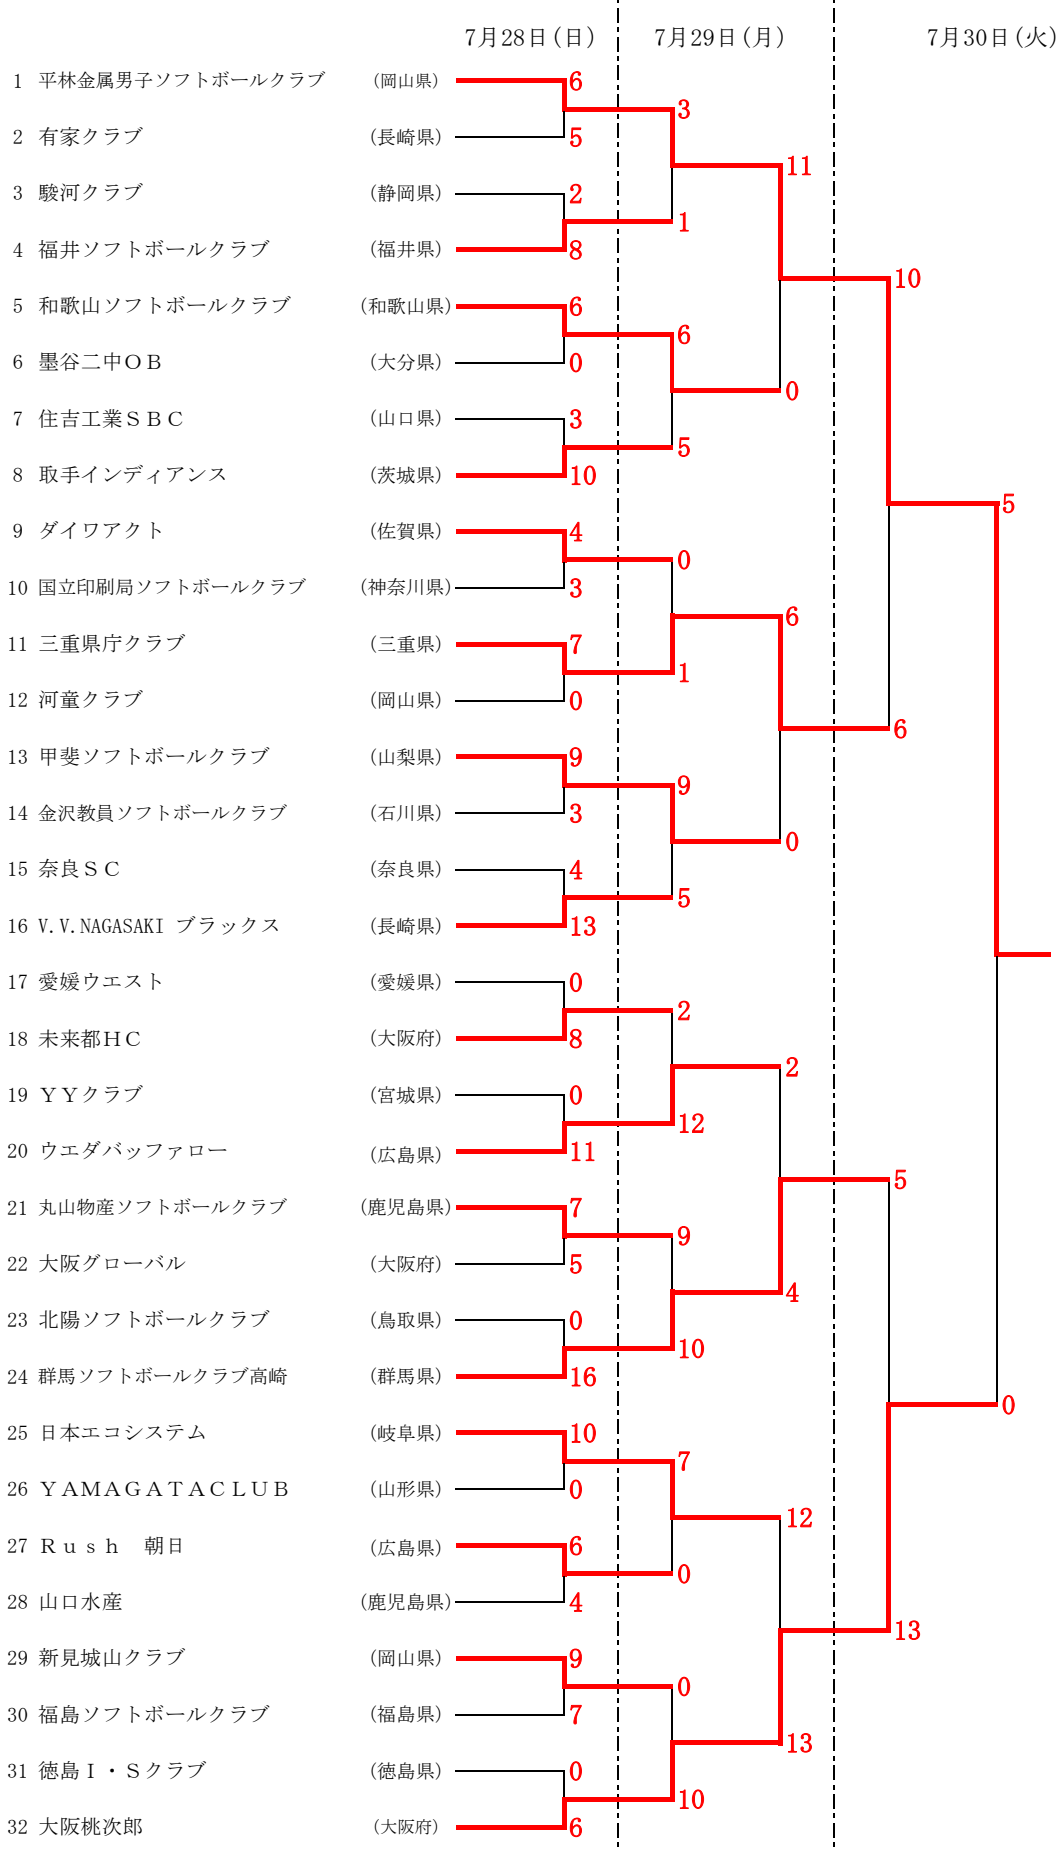 7月28日(日) 7月29日(月) 7月30日(火)
1 平林金属男子ソフトボールクラブ (岡山県) 6
3
2 有家クラブ (長崎県) 5
11
3 駿河クラブ (静岡県) 2
1
4 福井ソフトボールクラブ (福井県) 8
10
5 和歌山ソフトボールクラブ (和歌山県) 6
6
6 墨谷二中ＯＢ (大分県) 0
0
7 住吉工業ＳＢＣ (山口県) 3
5
8 取手インディアンス (茨城県) 10
5
9 ダイワアクト (佐賀県) 4
0
10 国立印刷局ソフトボールクラブ (神奈川県) 3
6
11 三重県庁クラブ (三重県) 7
1
12 河童クラブ (岡山県) 0
6
13 甲斐ソフトボールクラブ (山梨県) 9
9
14 金沢教員ソフトボールクラブ (石川県) 3
0
15 奈良ＳＣ (奈良県) 4
5
16 V.V.NAGASAKI ブラックス (長崎県) 13
17 愛媛ウエスト (愛媛県) 0
2
18 未来都ＨＣ (大阪府) 8
2
19 ＹＹクラブ (宮城県) 0
12
20 ウエダバッファロー (広島県) 11
5
21 丸山物産ソフトボールクラブ (鹿児島県) 7
9
22 大阪グローバル (大阪府) 5
4
23 北陽ソフトボールクラブ (鳥取県) 0
10
24 群馬ソフトボールクラブ高崎 (群馬県) 16
0
25 日本エコシステム (岐阜県) 10
7
26 ＹＡＭＡＧＡＴＡＣＬＵＢ (山形県) 0
12
27 Ｒｕｓｈ　朝日 (広島県) 6
0
28 山口水産 (鹿児島県) 4
13
29 新見城山クラブ (岡山県) 9
0
30 福島ソフトボールクラブ (福島県) 7
13
31 徳島Ｉ・Ｓクラブ (徳島県) 0
10
32 大阪桃次郎 (大阪府) 6